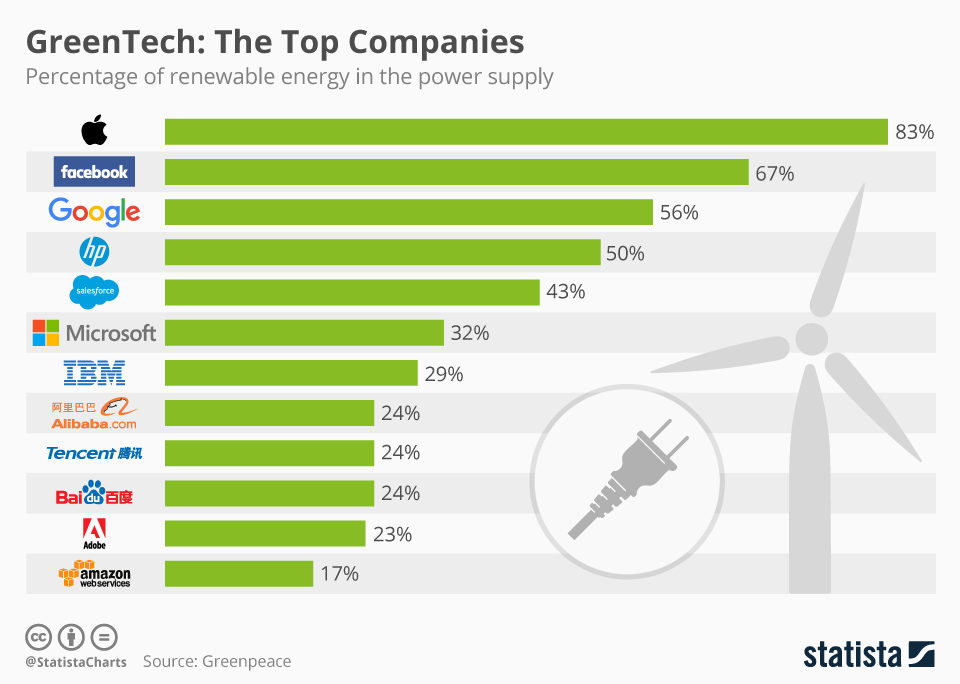 GreenTech: The Top Companies
Percentage of renewable energy in the power supply
83%
facebook 67%
Google 56%
hp 50%
salesforce 43%
Microsoft 32%
IBM 29%
阿里巴巴
Alibaba.com 24%
Tencent 腾讯 24%
Bai du 百度 24%
Adobe 23%
amazon
webservices 17%
cc =
@StatistaCharts Source: Greenpeace
statista